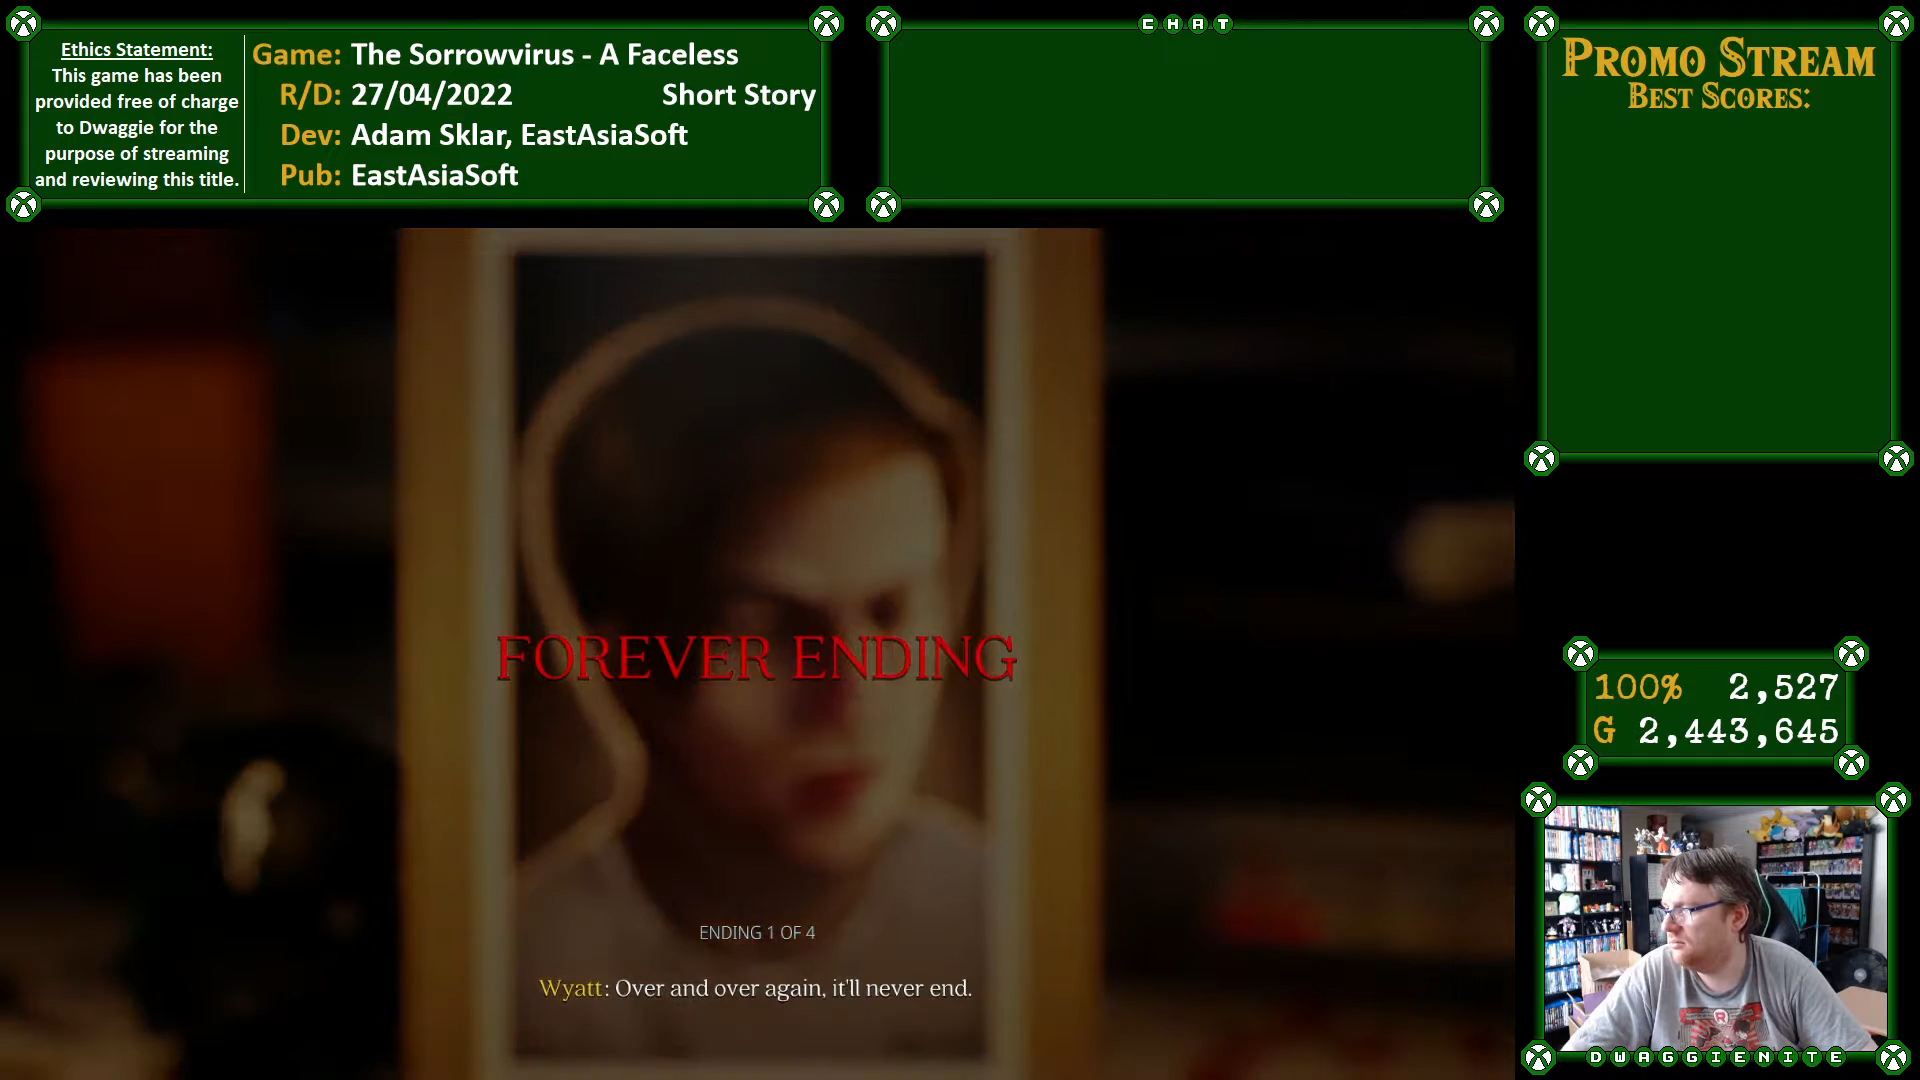 Ethics Statement:
This game has been
provided free of charge
to Dwaggie for the
purpose of streaming
and reviewing this title.
Game: The Sorrowvirus - A Faceless
R/D: 27/04/2022 Short Story
Dev: Adam Sklar, EastAsiaSoft
Pub: EastAsiaSoft
CHAT
Promo Stream
Best Scores:
FOREVER ENDING
ENDING 1 OF 4
Wyatt: Over and over again, it'll never end.
100% 2,527
G 2,443,645
R
DWAGGIENITE